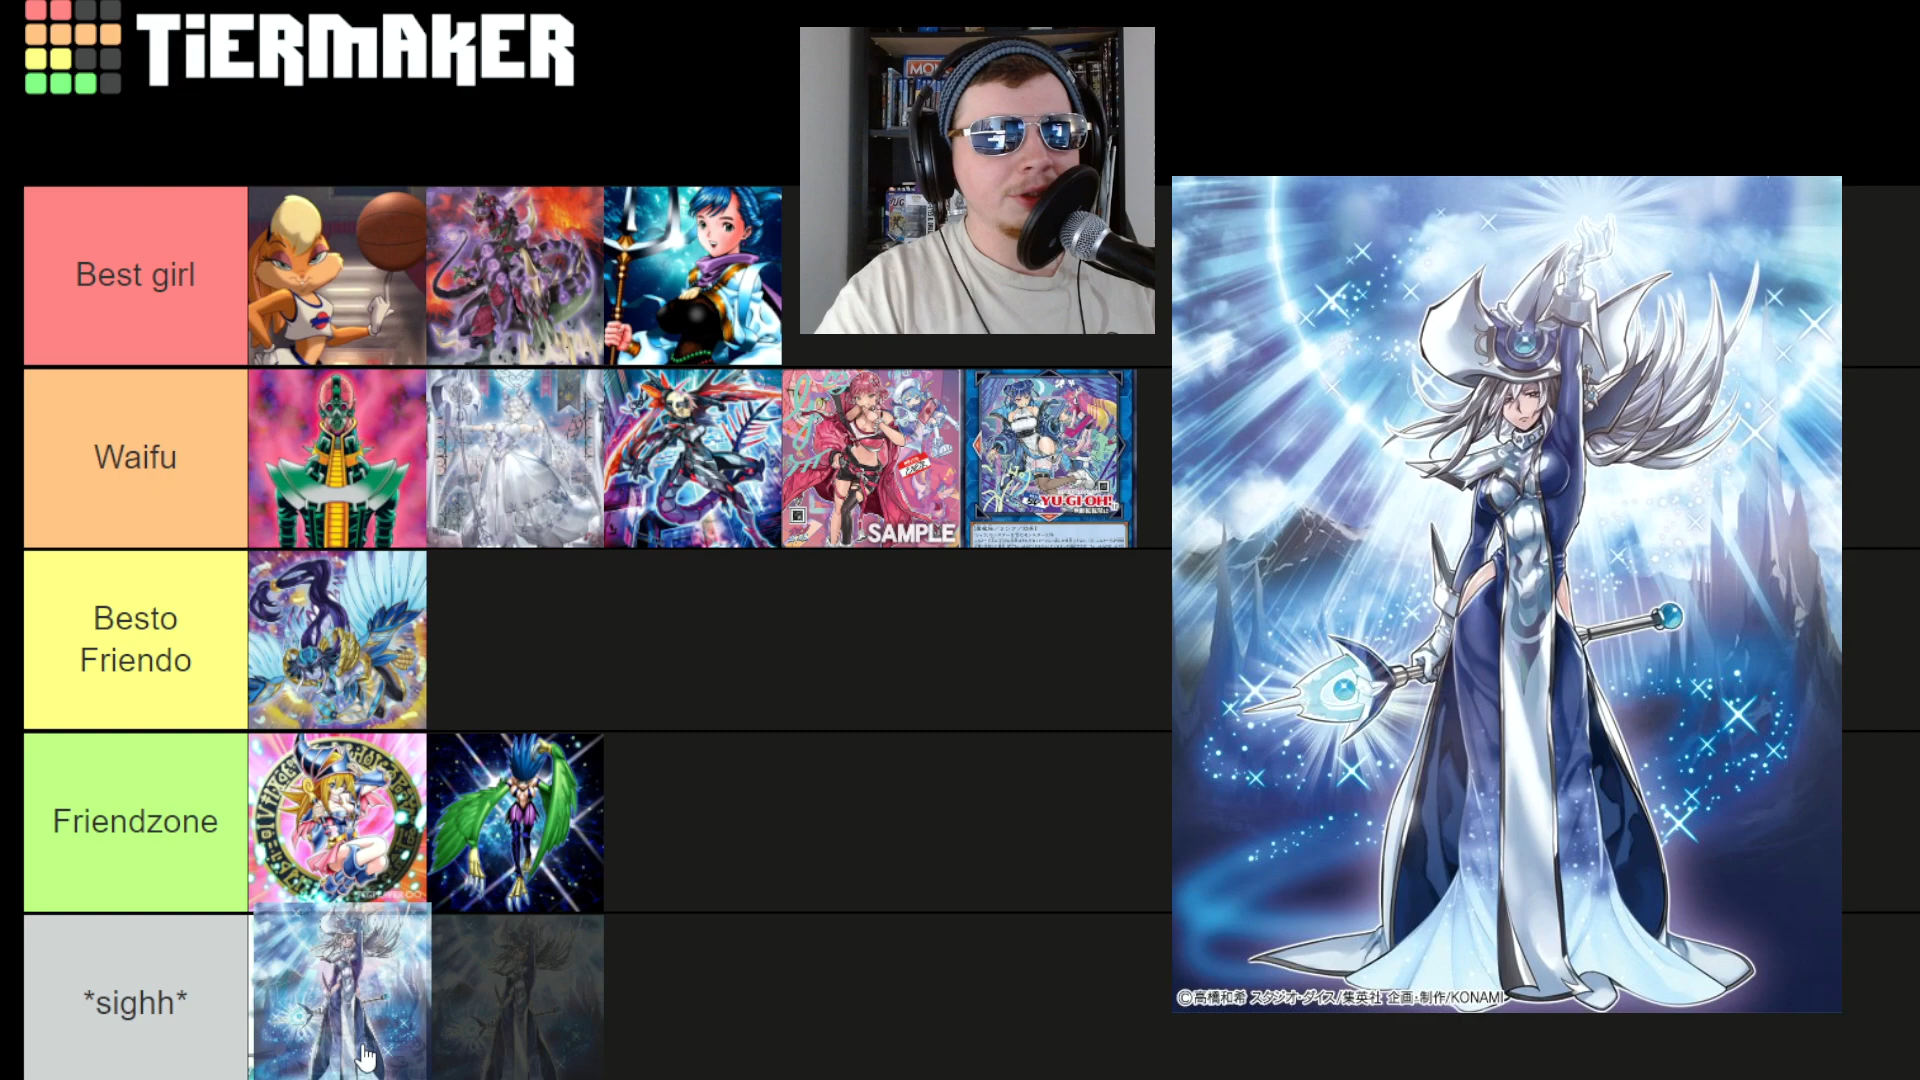 TiERMAKER
MON
Best girl
Waifu
SAMPLE
YU-GI-OH!
Besto
Friendo
Friendzone
*sighh*
©高橋和希 スタジオ・ダイス/集英社 企画・制作/KONAMI